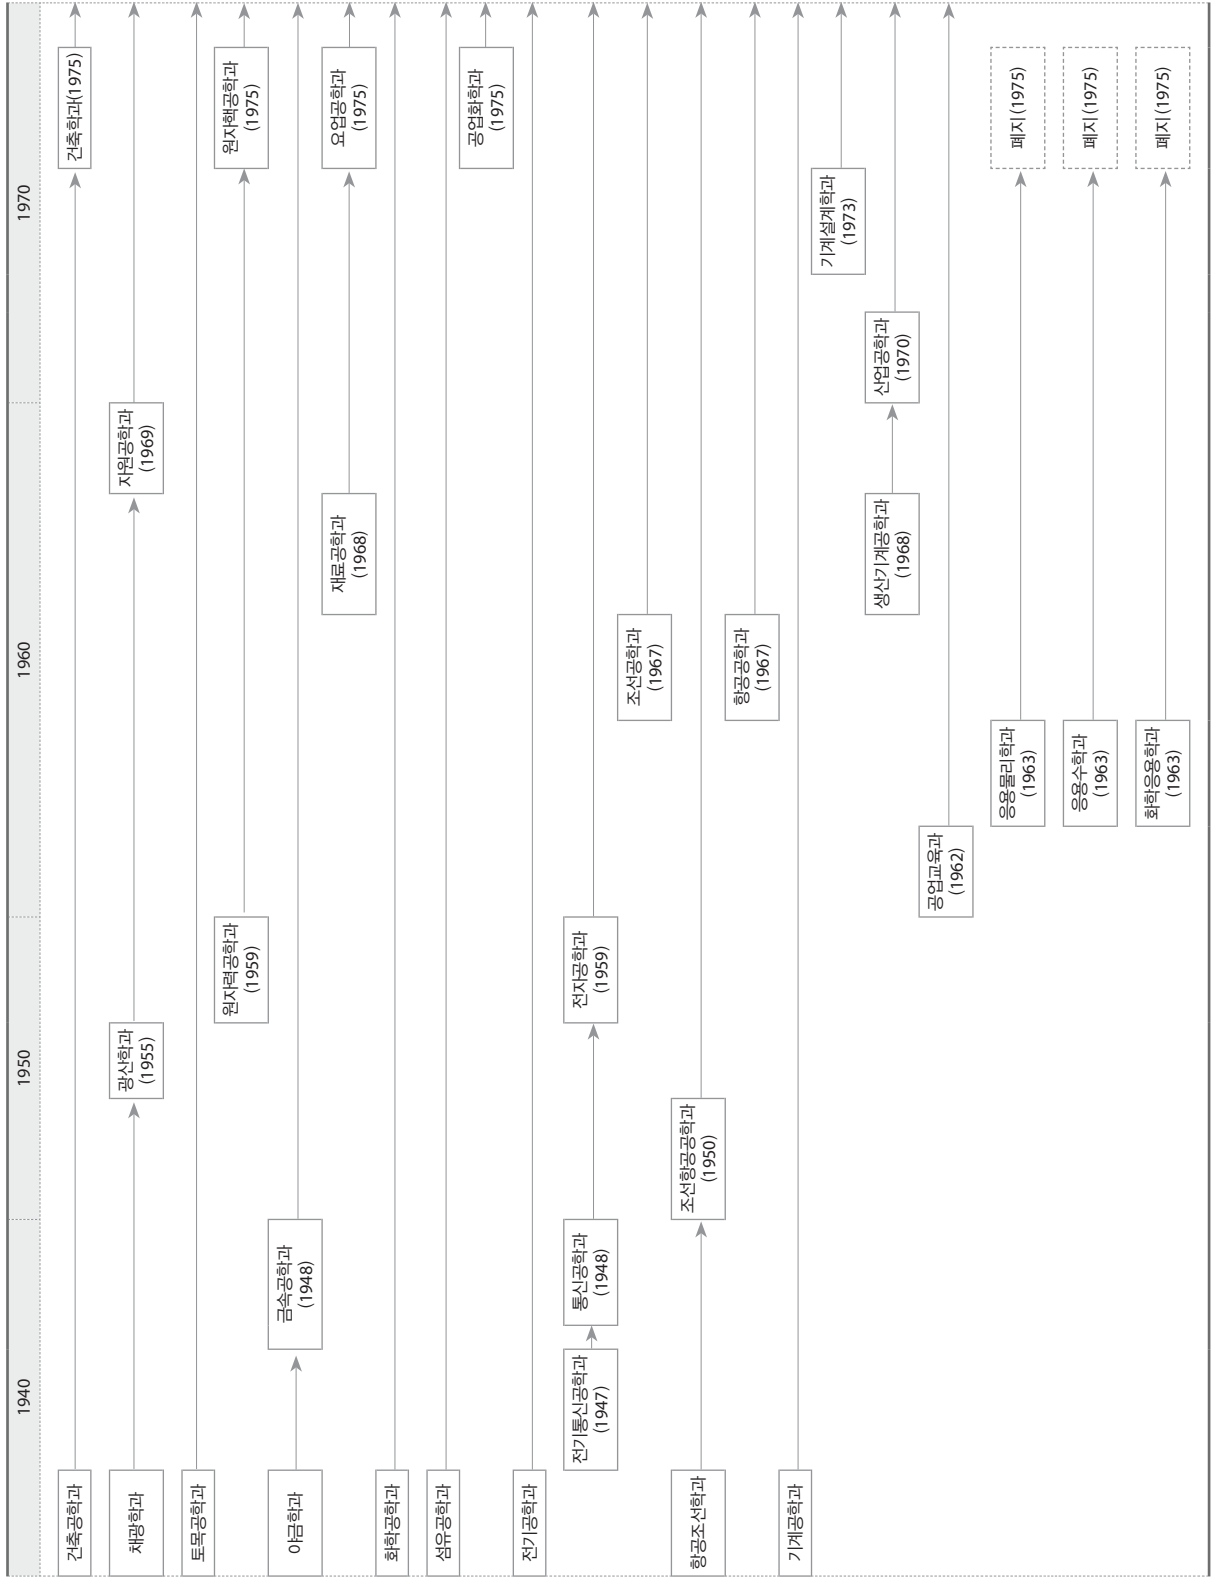 1940
1950
1960
1970
건축공학과
건축학과(1975)
채광학과
광산학과
(1955)
자원공학과
(1969)
토목공학과
원자력공학과
(1959)
원자핵공학과
(1975)
야금학과
금속공학과
(1948)
재료공학과
(1968)
요업공학과
(1975)
화학공학과
섬유공학과
공업화학과
(1975)
전기공학과
전기통신공학과
(1947)
통신공학과
(1948)
전자공학과
(1959)
조선공학과
(1967)
항공조선학과
조선항공공학과
(1950)
항공공학과
(1967)
기계공학과
기계설계학과
(1973)
생산기계공학과
(1968)
산업공학과
(1970)
공업교육과
(1962)
응용물리학과
(1963)
폐지(1975)
응용수학과
(1963)
폐지(1975)
화학응용학과
(1963)
폐지(1975)